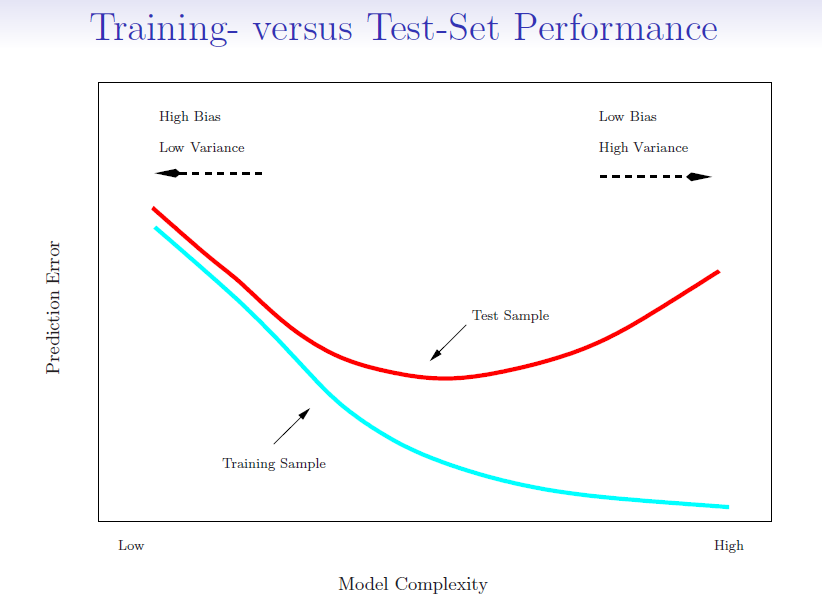 Training- versus Test-Set Performance
High Bias
Low Variance
Low Bias
High Variance
Prediction Error
Test Sample
Training Sample
Low
High
Model Complexity